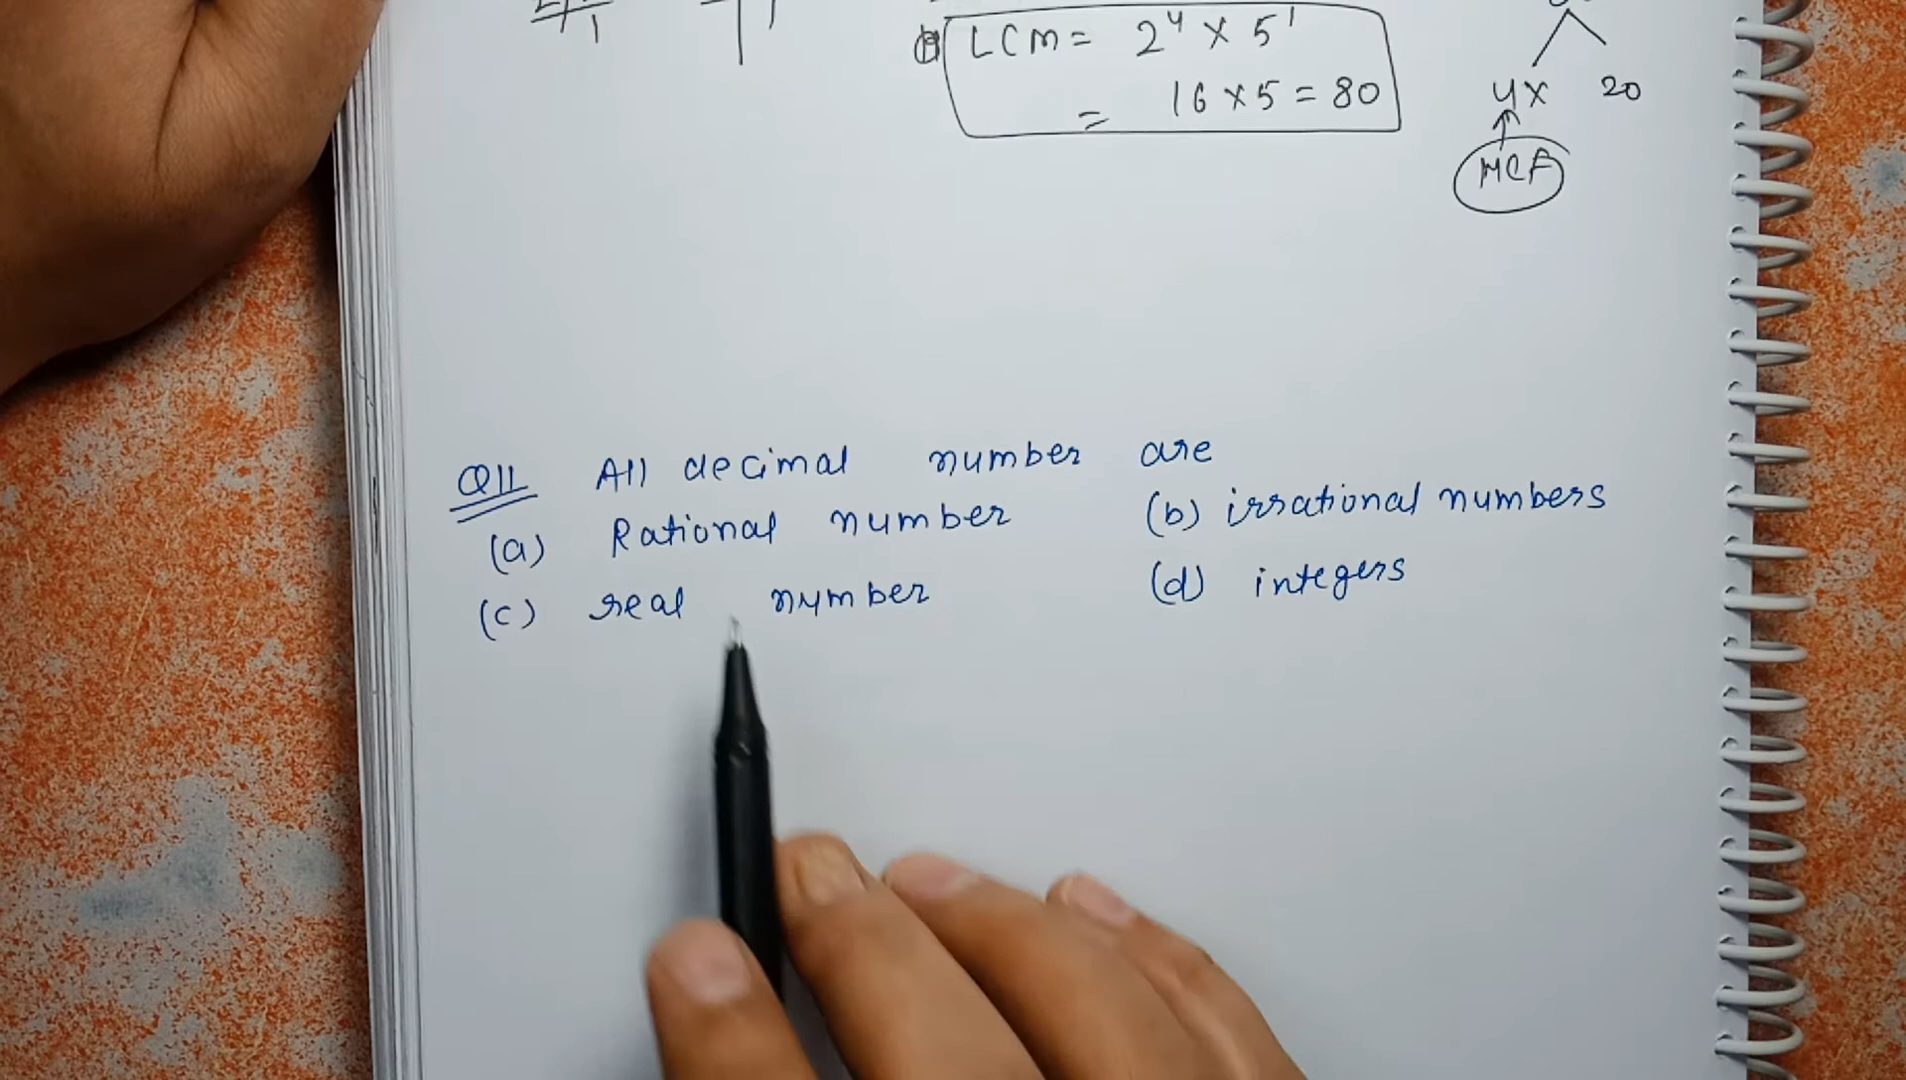 LCM = 2⁴ × 5¹
= 16 × 5 = 80
4 × 20
HCF
Q11 All decimal number are
(a) Rational number (b) irrational numbers
(c) real number (d) integers